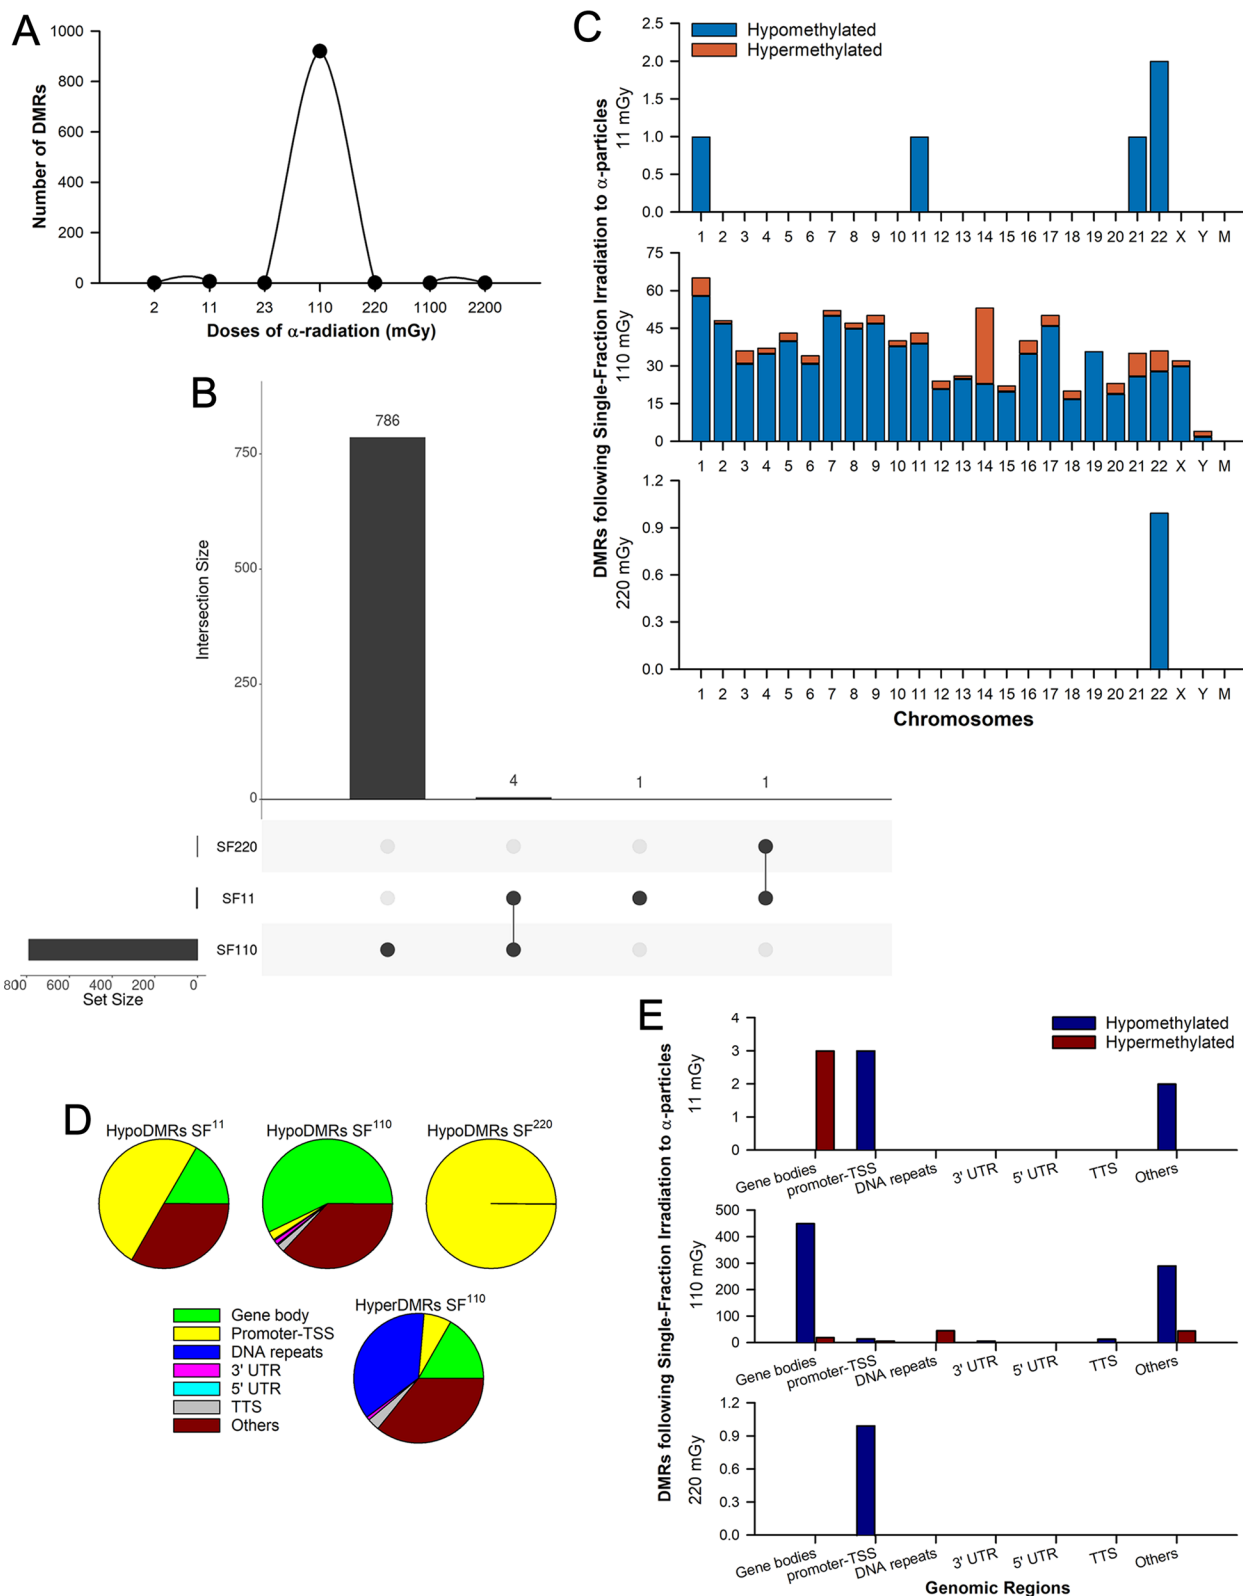 A
1000
800
600
400
200
0
Number of DMRs
2 11 23 110 220 1100 2200
Doses of α-radiation (mGy)
B
786
750
500
250
0
Intersection Size
4 1 1
SF220
SF11
SF110
800 600 400 200 0
Set Size
C
Hypomethylated
Hypermethylated
DMRs following Single-Fraction Irradiation to α-particles
11 mGy
2.5
2.0
1.5
1.0
0.5
0.0
1 2 3 4 5 6 7 8 9 10 11 12 13 14 15 16 17 18 19 20 21 22 X Y M
110 mGy
75
60
45
30
15
0
1 2 3 4 5 6 7 8 9 10 11 12 13 14 15 16 17 18 19 20 21 22 X Y M
220 mGy
1.2
0.9
0.6
0.3
0.0
1 2 3 4 5 6 7 8 9 10 11 12 13 14 15 16 17 18 19 20 21 22 X Y M
Chromosomes
D
HypoDMRs SF11 HypoDMRs SF110 HypoDMRs SF220
HyperDMRs SF110
Gene body
Promoter-TSS
DNA repeats
3' UTR
5' UTR
TTS
Others
E
Hypomethylated
Hypermethylated
DMRs following Single-Fraction Irradiation to α-particles
11 mGy
4
3
2
1
0
Gene bodies promoter-TSS DNA repeats 3' UTR 5' UTR TTS Others
110 mGy
500
400
300
200
100
0
Gene bodies promoter-TSS DNA repeats 3' UTR 5' UTR TTS Others
220 mGy
1.2
0.9
0.6
0.3
0.0
Gene bodies promoter-TSS DNA repeats 3' UTR 5' UTR TTS Others
Genomic Regions